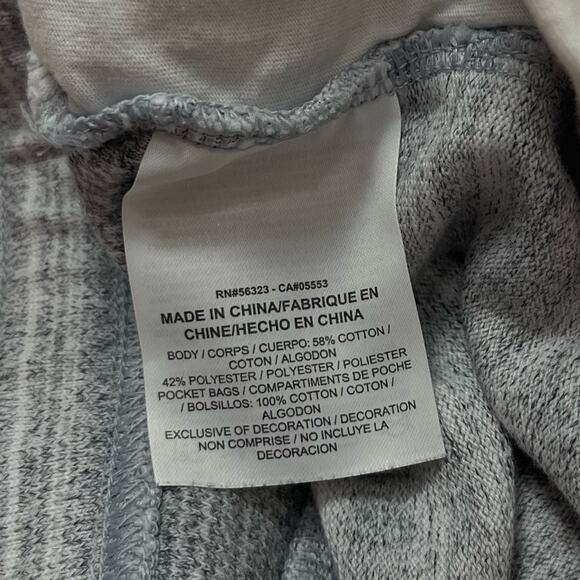 RN#56323 - CA#05553
MADE IN CHINA/FABRIQUE EN
CHINE/HECHO EN CHINA
BODY / CORPS / CUERPO: 58% COTTON /
COTON / ALGODON
42% POLYESTER / POLYESTER / POLIESTER
POCKET BAGS / COMPARTIMENTS DE POCHE
/ BOLSILLOS: 100% COTTON / COTON /
ALGODON
EXCLUSIVE OF DECORATION / DECORATION
NON COMPRISE / NO INCLUYE LA
DECORACION